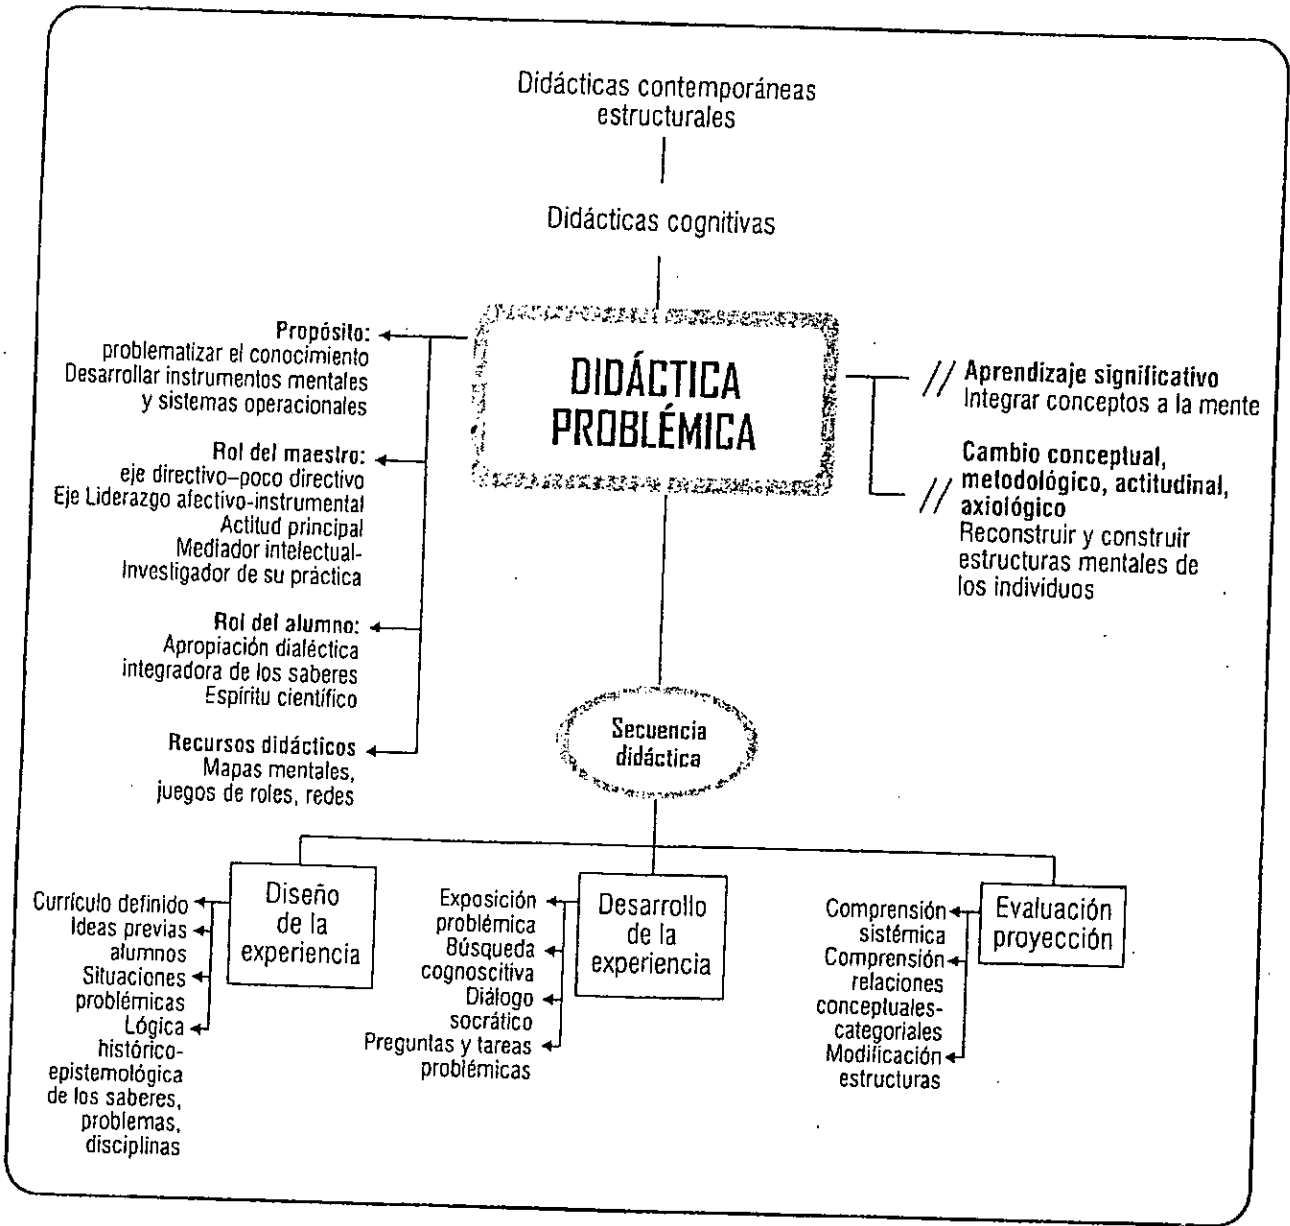 Didácticas contemporáneas
estructurales
Didácticas cognitivas
DIDÁCTICA
PROBLÉMICA
Propósito:
problematizar el conocimiento
Desarrollar instrumentos mentales
y sistemas operacionales
Rol del maestro:
eje directivo–poco directivo
Eje Liderazgo afectivo-instrumental
Actitud principal
Mediador intelectual-
Investigador de su práctica
Rol del alumno:
Apropiación dialéctica
integradora de los saberes
Espíritu científico
Recursos didácticos
Mapas mentales,
juegos de roles, redes
// Aprendizaje significativo
Integrar conceptos a la mente
// Cambio conceptual,
metodológico, actitudinal,
axiológico
Reconstruir y construir
estructuras mentales de
los individuos
Secuencia
didáctica
Diseño
de la
experiencia
Currículo definido
Ideas previas
alumnos
Situaciones
problémicas
Lógica
histórico-
epistemológica
de los saberes,
problemas,
disciplinas
Desarrollo
de la
experiencia
Exposición
problémica
Búsqueda
cognoscitiva
Diálogo
socrático
Preguntas y tareas
problémicas
Evaluación
proyección
Comprensión
sistémica
Comprensión
relaciones
conceptuales-
categoriales
Modificación
estructuras